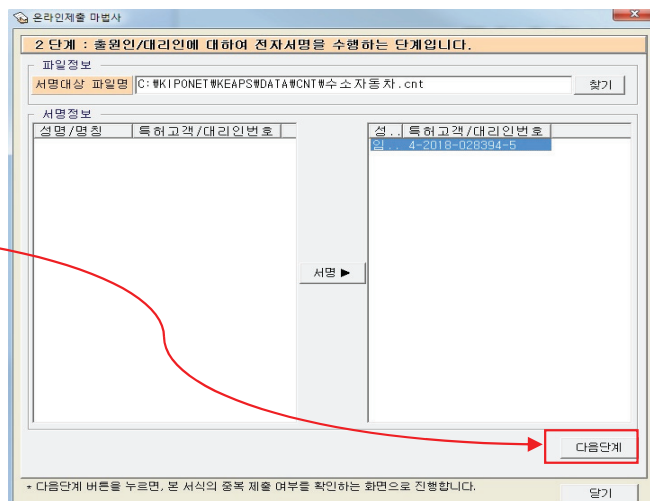 온라인제출 마법사
2 단계 : 출원인/대리인에 대하여 전자서명을 수행하는 단계입니다.
파일정보
서명대상 파일명 C:₩KIPONET₩KEAPS₩DATA₩CNT₩수소자동차.cnt 찾기
서명정보
성명/명칭 특허고객/대리인번호 성.. 특허고객/대리인번호
임.. 4-2018-028394-5
서명 ▶
다음단계
* 다음단계 버튼을 누르면, 본 서식의 중복 제출 여부를 확인하는 화면으로 진행합니다.
닫기